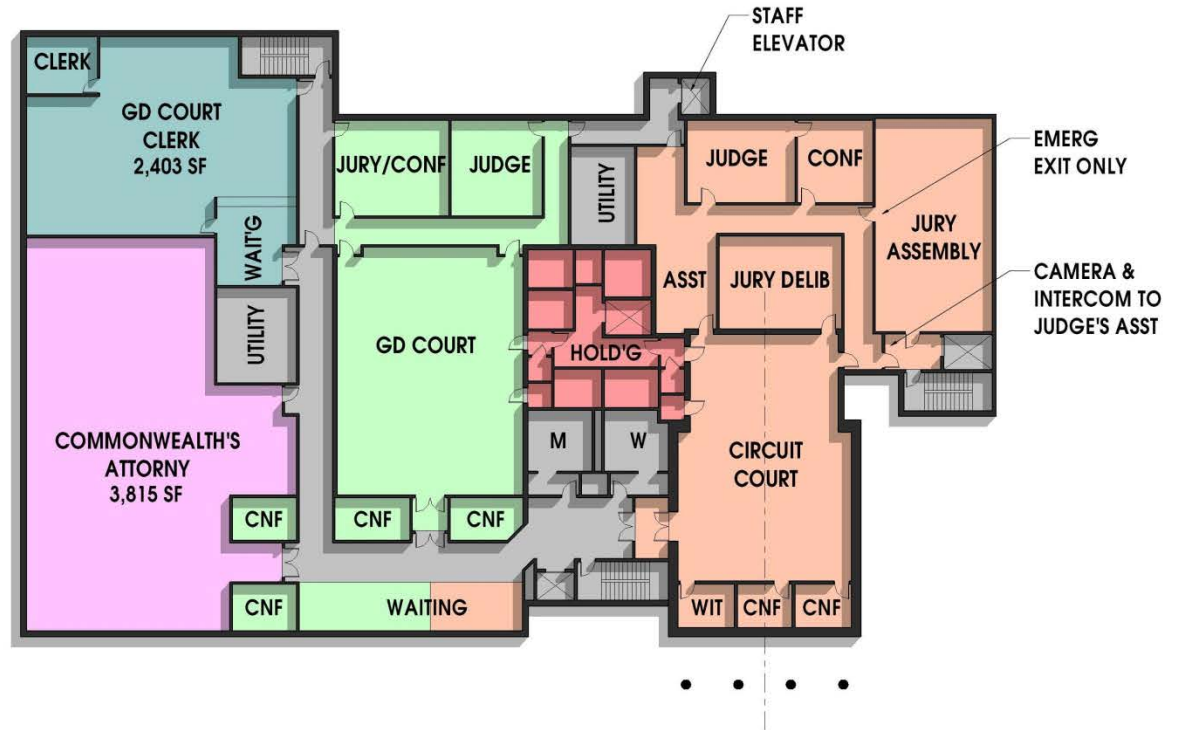 STAFF
ELEVATOR
CLERK
GD COURT
CLERK
2,403 SF
WAIT'G
UTILITY
COMMONWEALTH'S
ATTORNY
3,815 SF
CNF
CNF
JURY/CONF
JUDGE
UTILITY
GD COURT
CNF
CNF
WAITING
HOLD'G
M
W
JUDGE
CONF
ASST
JURY DELIB
JURY
ASSEMBLY
CIRCUIT
COURT
WIT
CNF
CNF
EMERG
EXIT ONLY
CAMERA &
INTERCOM TO
JUDGE'S ASST